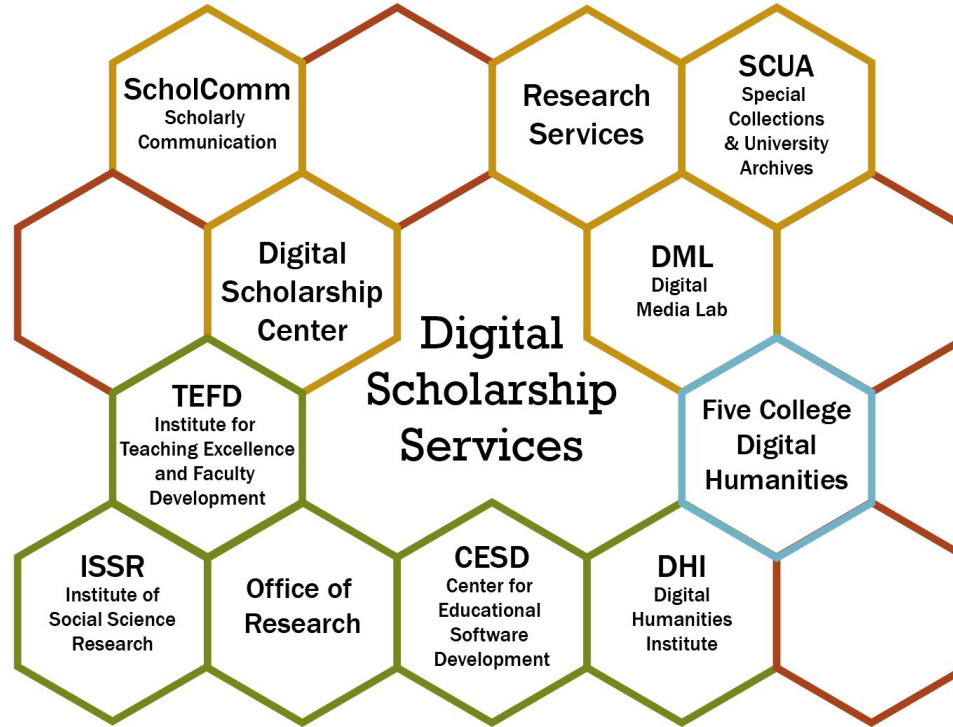 ScholComm
Scholarly
Communication
Research
Services
SCUA
Special
Collections
& University
Archives
Digital
Scholarship
Center
DML
Digital
Media Lab
Digital
Scholarship
Services
TEFD
Institute for
Teaching Excellence
and Faculty
Development
Five College
Digital
Humanities
ISSR
Institute of
Social Science
Research
Office of
Research
CESD
Center for
Educational
Software
Development
DHI
Digital
Humanities
Institute